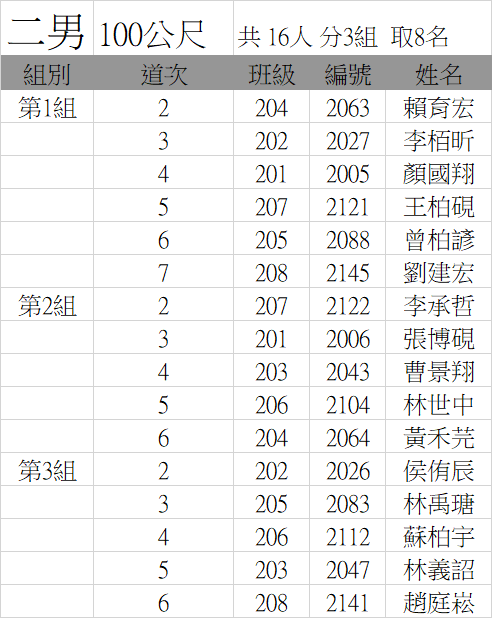 二男 100公尺 共 16人 分3組 取8名
組別 道次 班級 編號 姓名
第1組 2 204 2063 賴育宏
3 202 2027 李栢昕
4 201 2005 顏國翔
5 207 2121 王柏硯
6 205 2088 曾柏諺
7 208 2145 劉建宏
第2組 2 207 2122 李承哲
3 201 2006 張博硯
4 203 2043 曹景翔
5 206 2104 林世中
6 204 2064 黃禾芫
第3組 2 202 2026 侯侑辰
3 205 2083 林禹瑭
4 206 2112 蘇柏宇
5 203 2047 林義詔
6 208 2141 趙庭崧